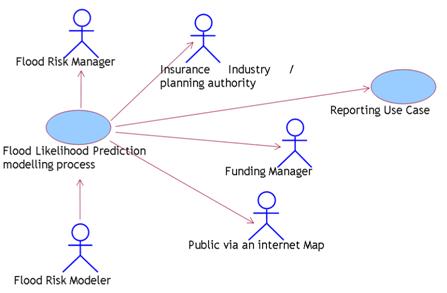 Flood Risk Manager
Insurance Industry /
planning authority
Reporting Use Case
Flood Likelihood Prediction
modelling process
Funding Manager
Public via an internet Map
Flood Risk Modeler